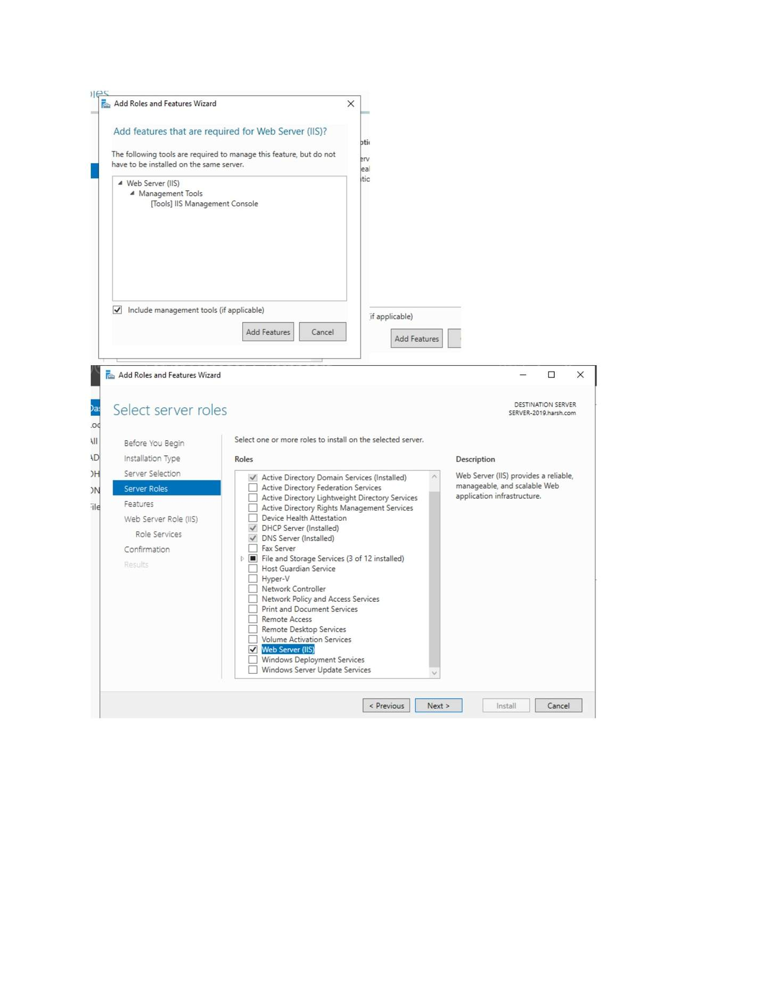 Add Roles and Features Wizard
Add features that are required for Web Server (IIS)?
The following tools are required to manage this feature, but do not
have to be installed on the same server.
Web Server (IIS)
Management Tools
[Tools] IIS Management Console
Include management tools (if applicable)
Add Features
Cancel
if applicable)
Add Features
Add Roles and Features Wizard
Select server roles
DESTINATION SERVER
SERVER-2019.harsh.com
Before You Begin
Installation Type
Server Selection
Server Roles
Features
Web Server Role (IIS)
Role Services
Confirmation
Results
Select one or more roles to install on the selected server.
Roles
Active Directory Domain Services (Installed)
Active Directory Federation Services
Active Directory Lightweight Directory Services
Active Directory Rights Management Services
Device Health Attestation
DHCP Server (Installed)
DNS Server (Installed)
Fax Server
File and Storage Services (3 of 12 installed)
Host Guardian Service
Hyper-V
Network Controller
Network Policy and Access Services
Print and Document Services
Remote Access
Remote Desktop Services
Volume Activation Services
Web Server (IIS)
Windows Deployment Services
Windows Server Update Services
Description
Web Server (IIS) provides a reliable,
manageable, and scalable Web
application infrastructure.
< Previous
Next >
Install
Cancel